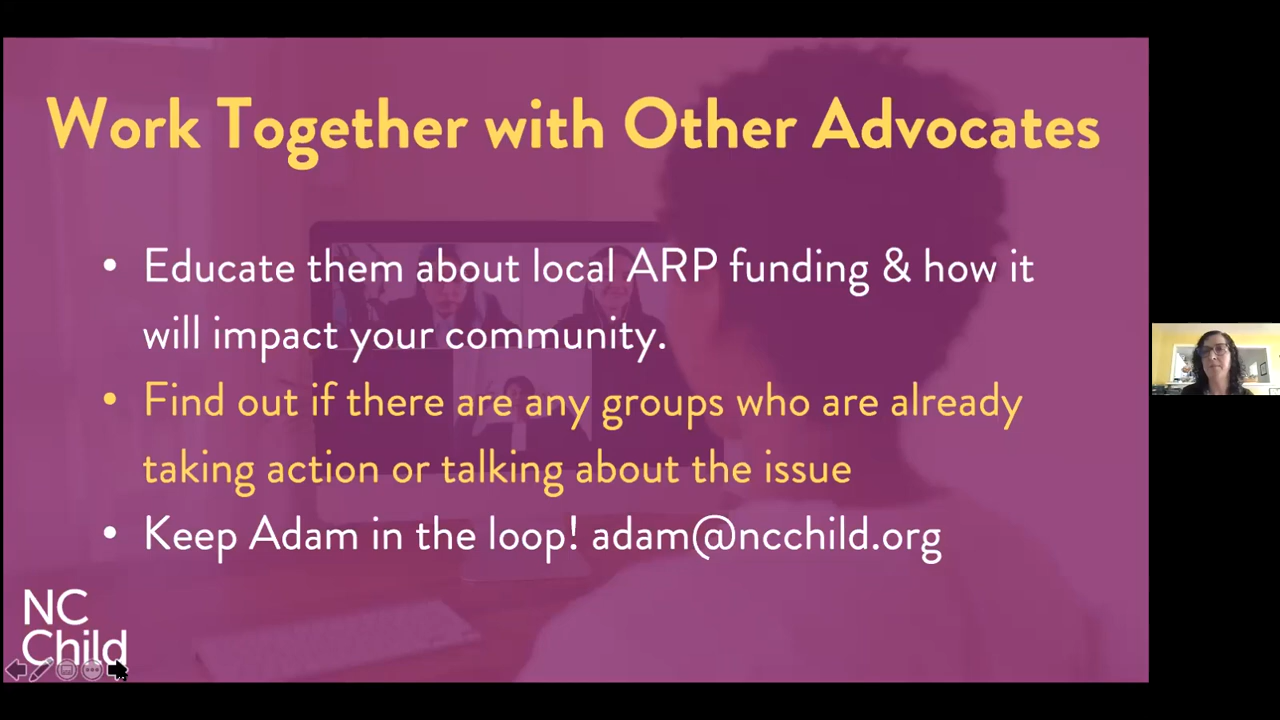 Work Together with Other Advocates
• Educate them about local ARP funding & how it
will impact your community.
• Find out if there are any groups who are already
taking action or talking about the issue
• Keep Adam in the loop! adam@ncchild.org
NC
Child